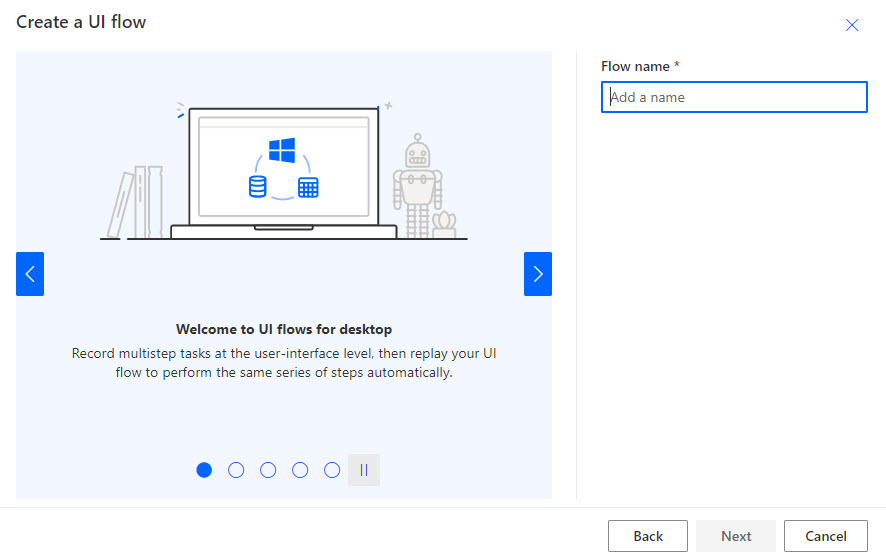 Create a UI flow
Flow name *
Add a name
Welcome to UI flows for desktop
Record multistep tasks at the user-interface level, then replay your UI
flow to perform the same series of steps automatically.
Back
Next
Cancel